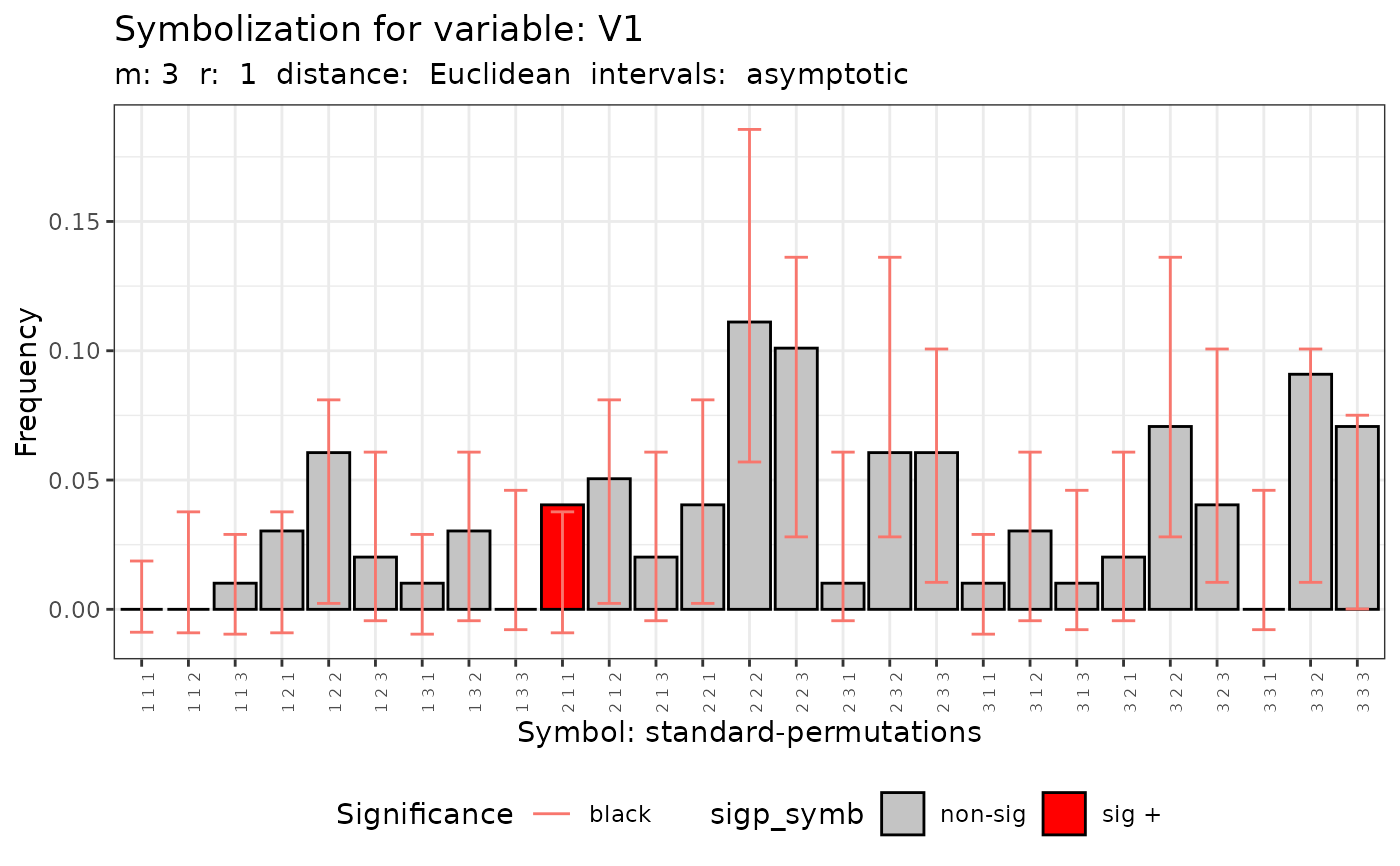 Symbolization for variable: V1
m: 3 r: 1 distance: Euclidean intervals: asymptotic
Frequency
0.15
0.10
0.05
0.00
1 1 1
1 1 2
1 1 3
1 2 1
1 2 2
1 2 3
1 3 1
1 3 2
1 3 3
2 1 1
2 1 2
2 1 3
2 2 1
2 2 2
2 2 3
2 3 1
2 3 2
2 3 3
3 1 1
3 1 2
3 1 3
3 2 1
3 2 2
3 2 3
3 3 1
3 3 2
3 3 3
Symbol: standard-permutations
Significance black sigp_symb non-sig sig +